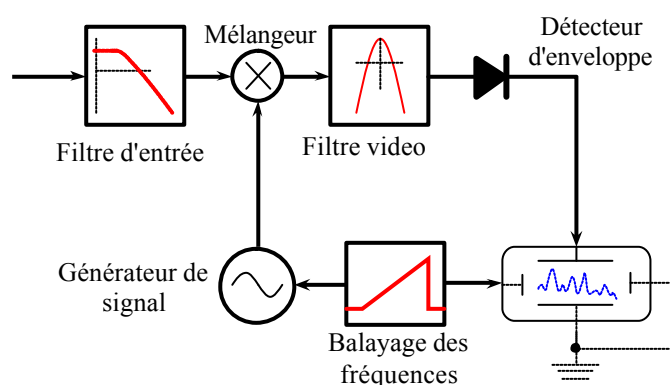 Détecteur
d'enveloppe
Mélangeur
Filtre d'entrée
Filtre video
Générateur de
signal
Balayage des
fréquences